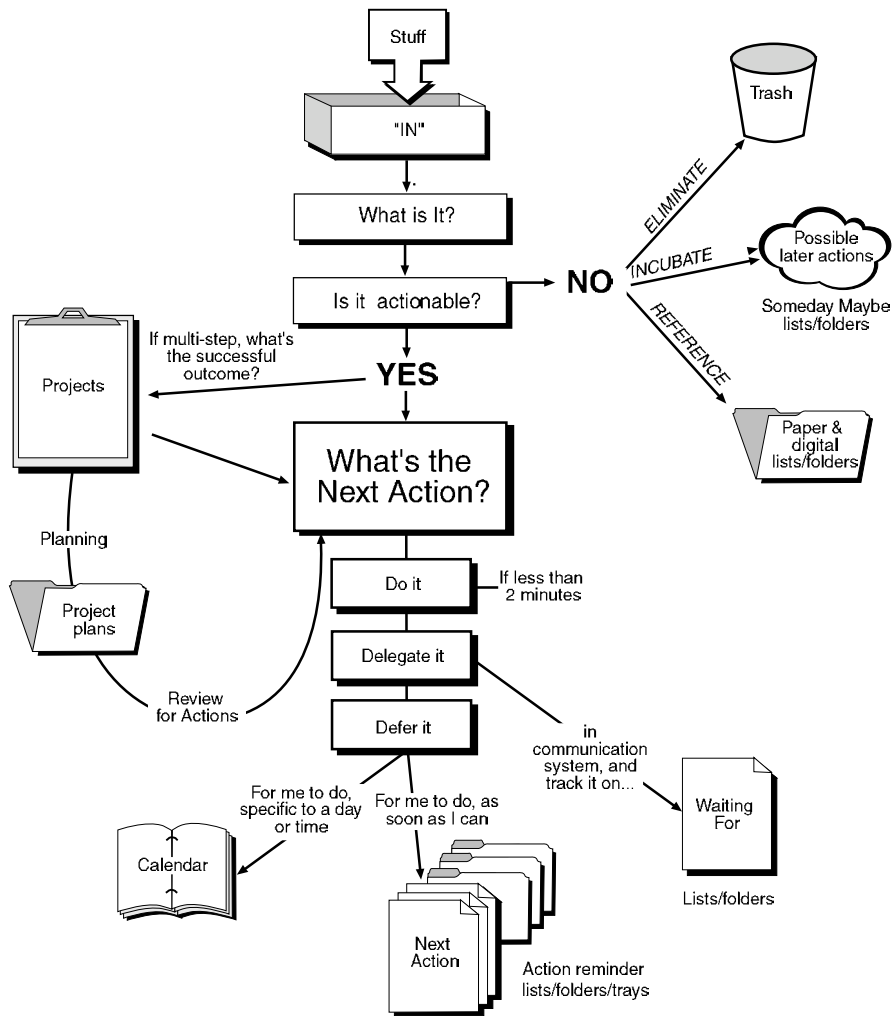 Stuff
"IN"
What is It?
Is it actionable?
NO
ELIMINATE
Trash
INCUBATE
Possible
later actions
Someday Maybe
lists/folders
REFERENCE
Paper &
digital
lists/folders
YES
If multi-step, what's
the successful
outcome?
Projects
What's the
Next Action?
Planning
Project
plans
Review
for Actions
Do it
If less than
2 minutes
Delegate it
in
communication
system, and
track it on...
Waiting
For
Lists/folders
Defer it
For me to do,
specific to a day
or time
Calendar
For me to do, as
soon as I can
Next
Action
Action reminder
lists/folders/trays